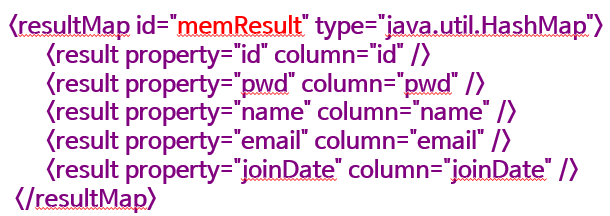 <resultMap id="memResult" type="java.util.HashMap">
<result property="id" column="id" />
<result property="pwd" column="pwd" />
<result property="name" column="name" />
<result property="email" column="email" />
<result property="joinDate" column="joinDate" />
</resultMap>